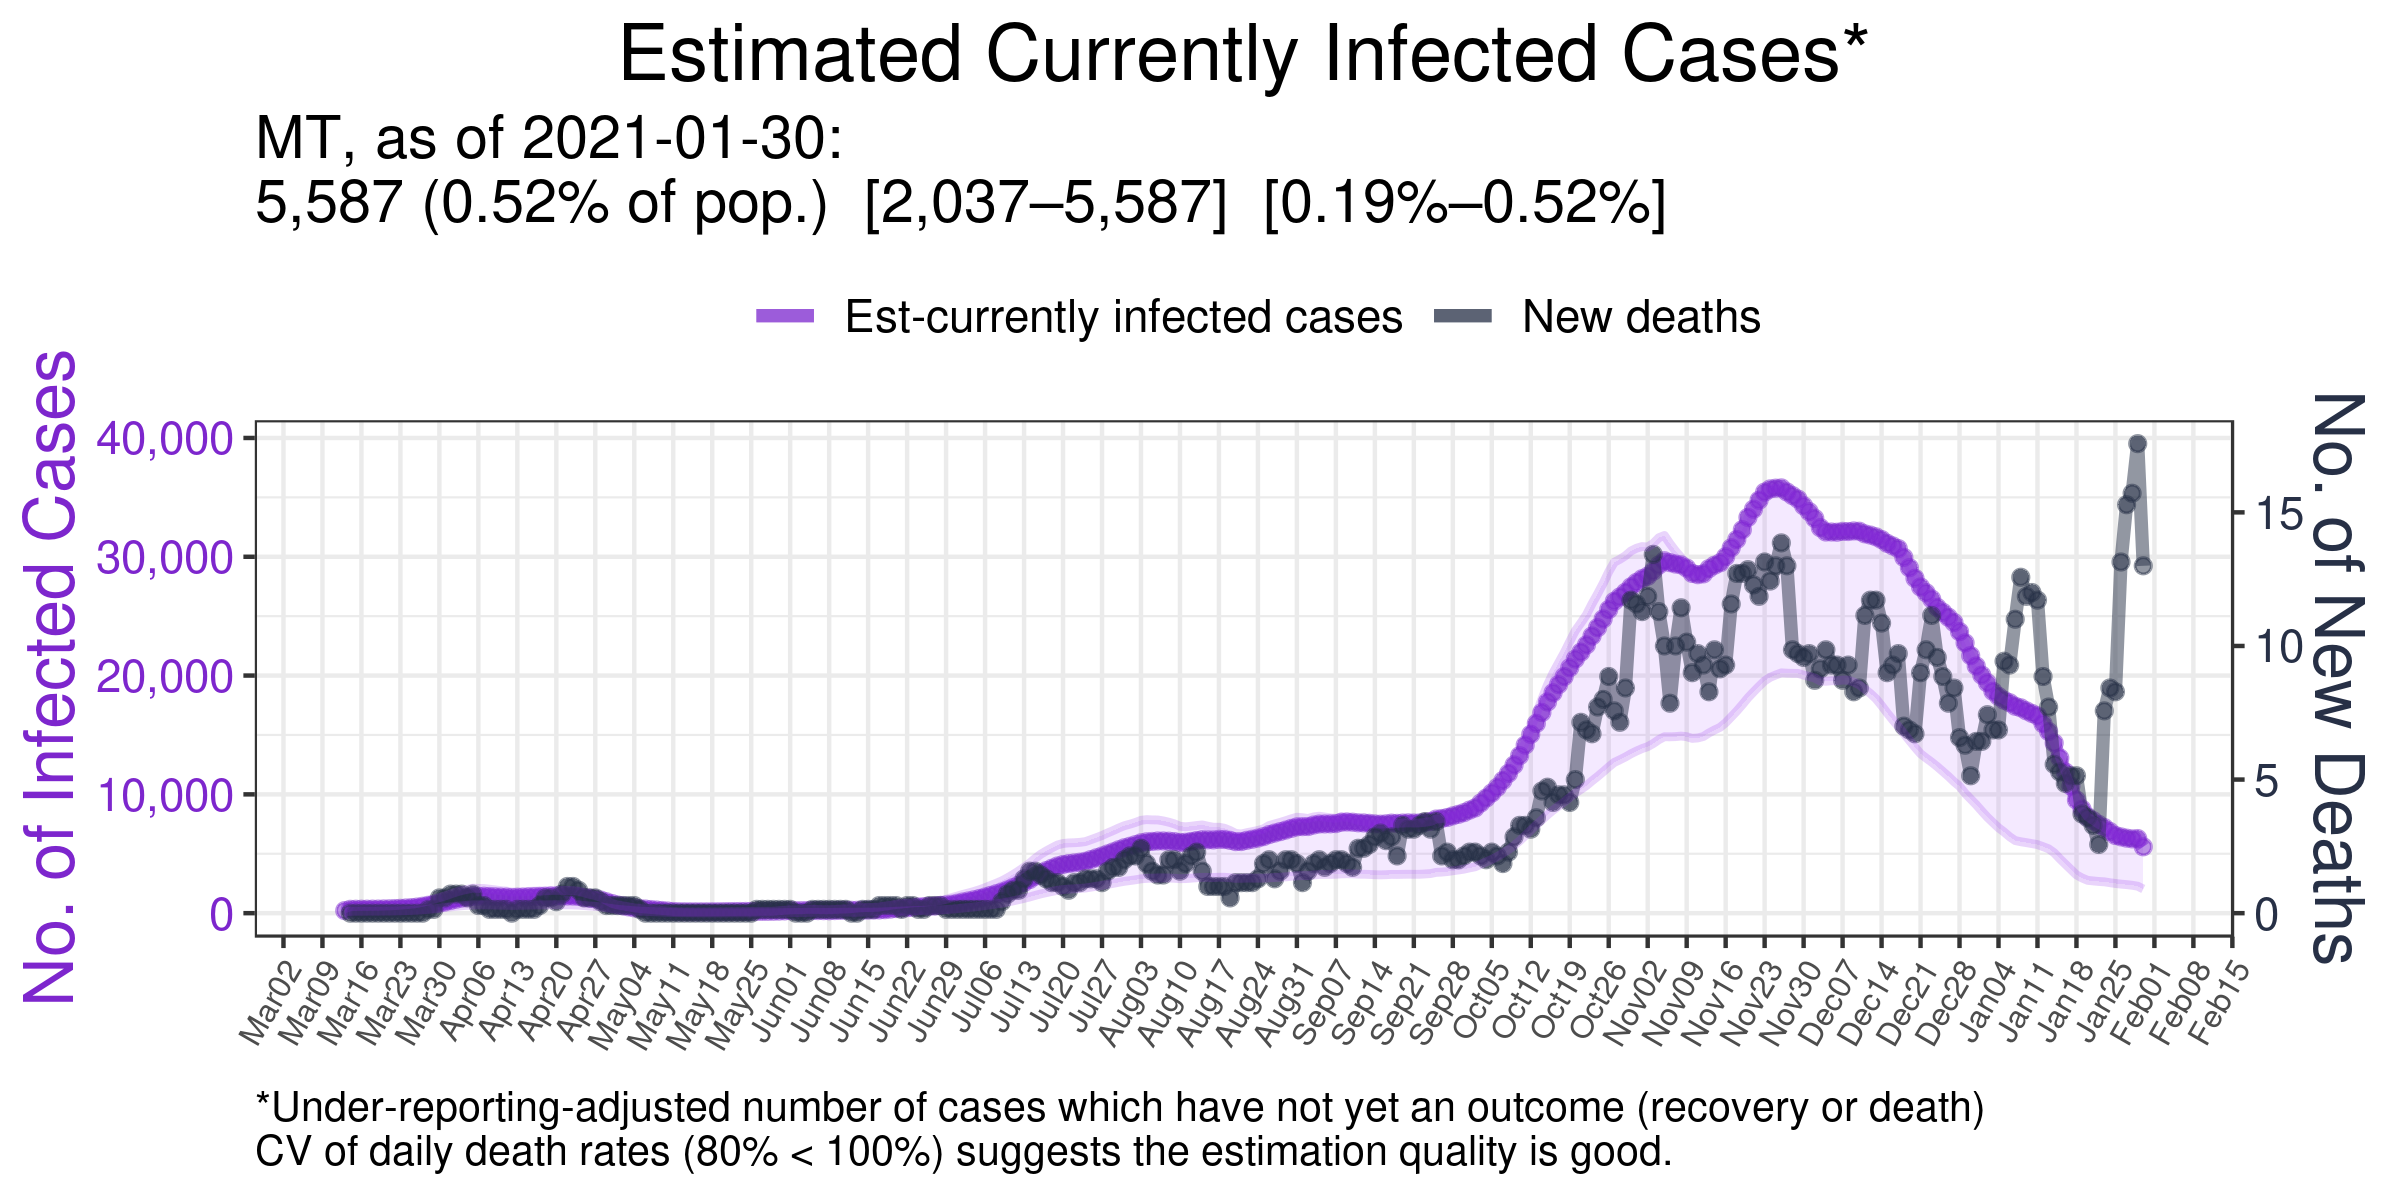 Estimated Currently Infected Cases*
MT, as of 2021-01-30:
5,587 (0.52% of pop.) [2,037–5,587] [0.19%–0.52%]
Est-currently infected cases New deaths
No. of Infected Cases
40,000
30,000
20,000
10,000
0
15
10
5
0
No. of New Deaths
Mar02 Mar09 Mar16 Mar23 Mar30 Apr06 Apr13 Apr20 Apr27 May04 May11 May18 May25 Jun01 Jun08 Jun15 Jun22 Jun29 Jul06 Jul13 Jul20 Jul27 Aug03 Aug10 Aug17 Aug24 Aug31 Sep07 Sep14 Sep21 Sep28 Oct05 Oct12 Oct19 Oct26 Nov02 Nov09 Nov16 Nov23 Nov30 Dec07 Dec14 Dec21 Dec28 Jan04 Jan11 Jan18 Jan25 Feb01 Feb08 Feb15
*Under-reporting-adjusted number of cases which have not yet an outcome (recovery or death)
CV of daily death rates (80% < 100%) suggests the estimation quality is good.